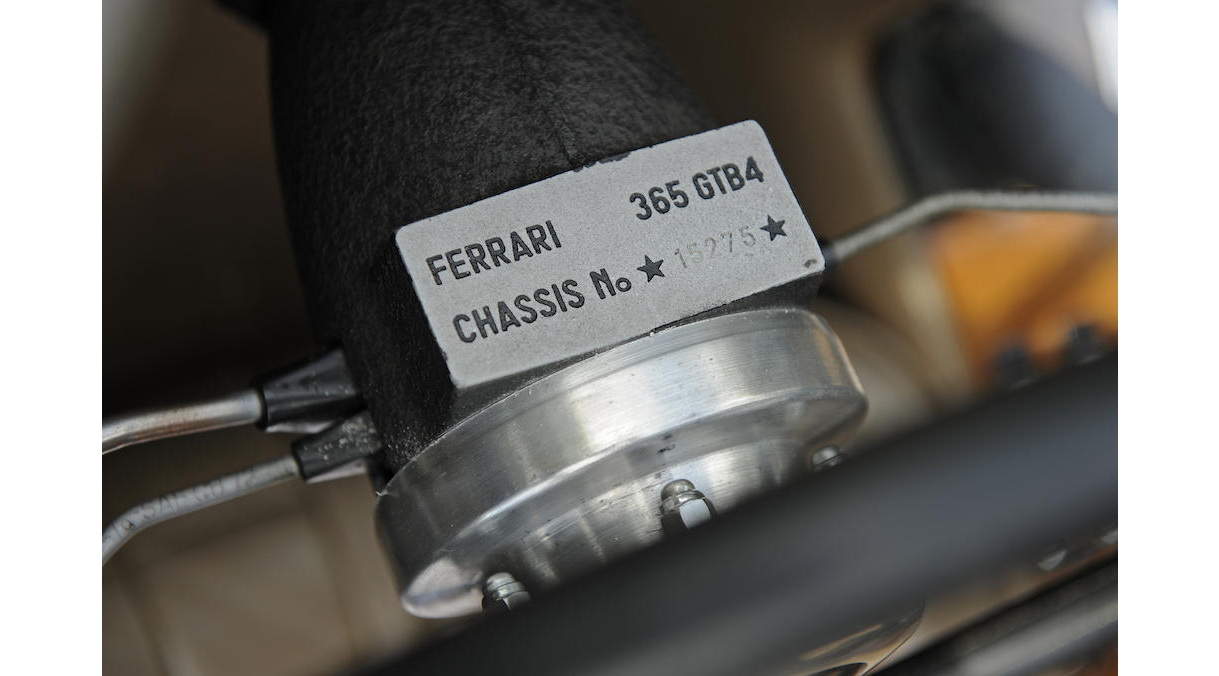 FERRARI 365 GTB4
CHASSIS No ★ 15275 ★